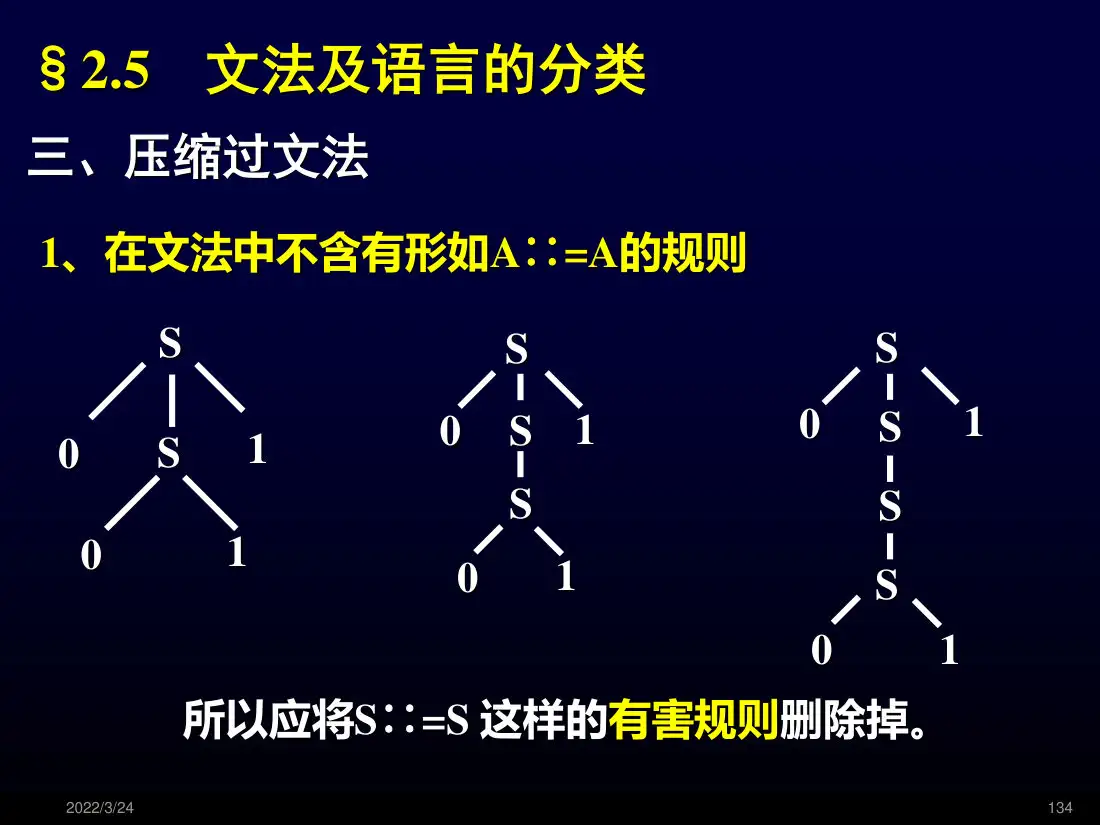 §2.5 文法及语言的分类
三、压缩过文法
1、在文法中不含有形如A∷=A的规则
S S S
0 S 1 0 S 1 0 S 1
0 1 S S
0 1 S
0 1
所以应将S∷=S 这样的有害规则删除掉。
2022/3/24 134